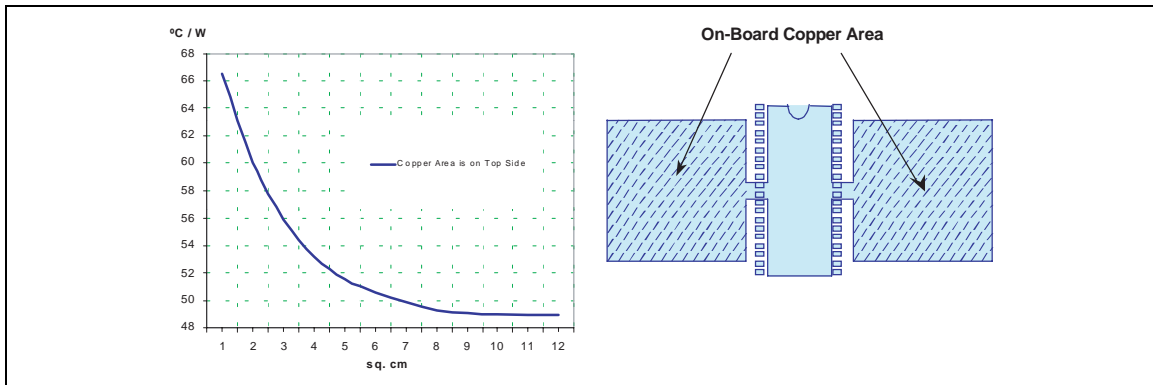 ºC / W
On-Board Copper Area
68
66
64
62
60
58
56
54
52
50
48
Copper Area is on Top Side
1 2 3 4 5 6 7 8 9 10 11 12
sq. cm